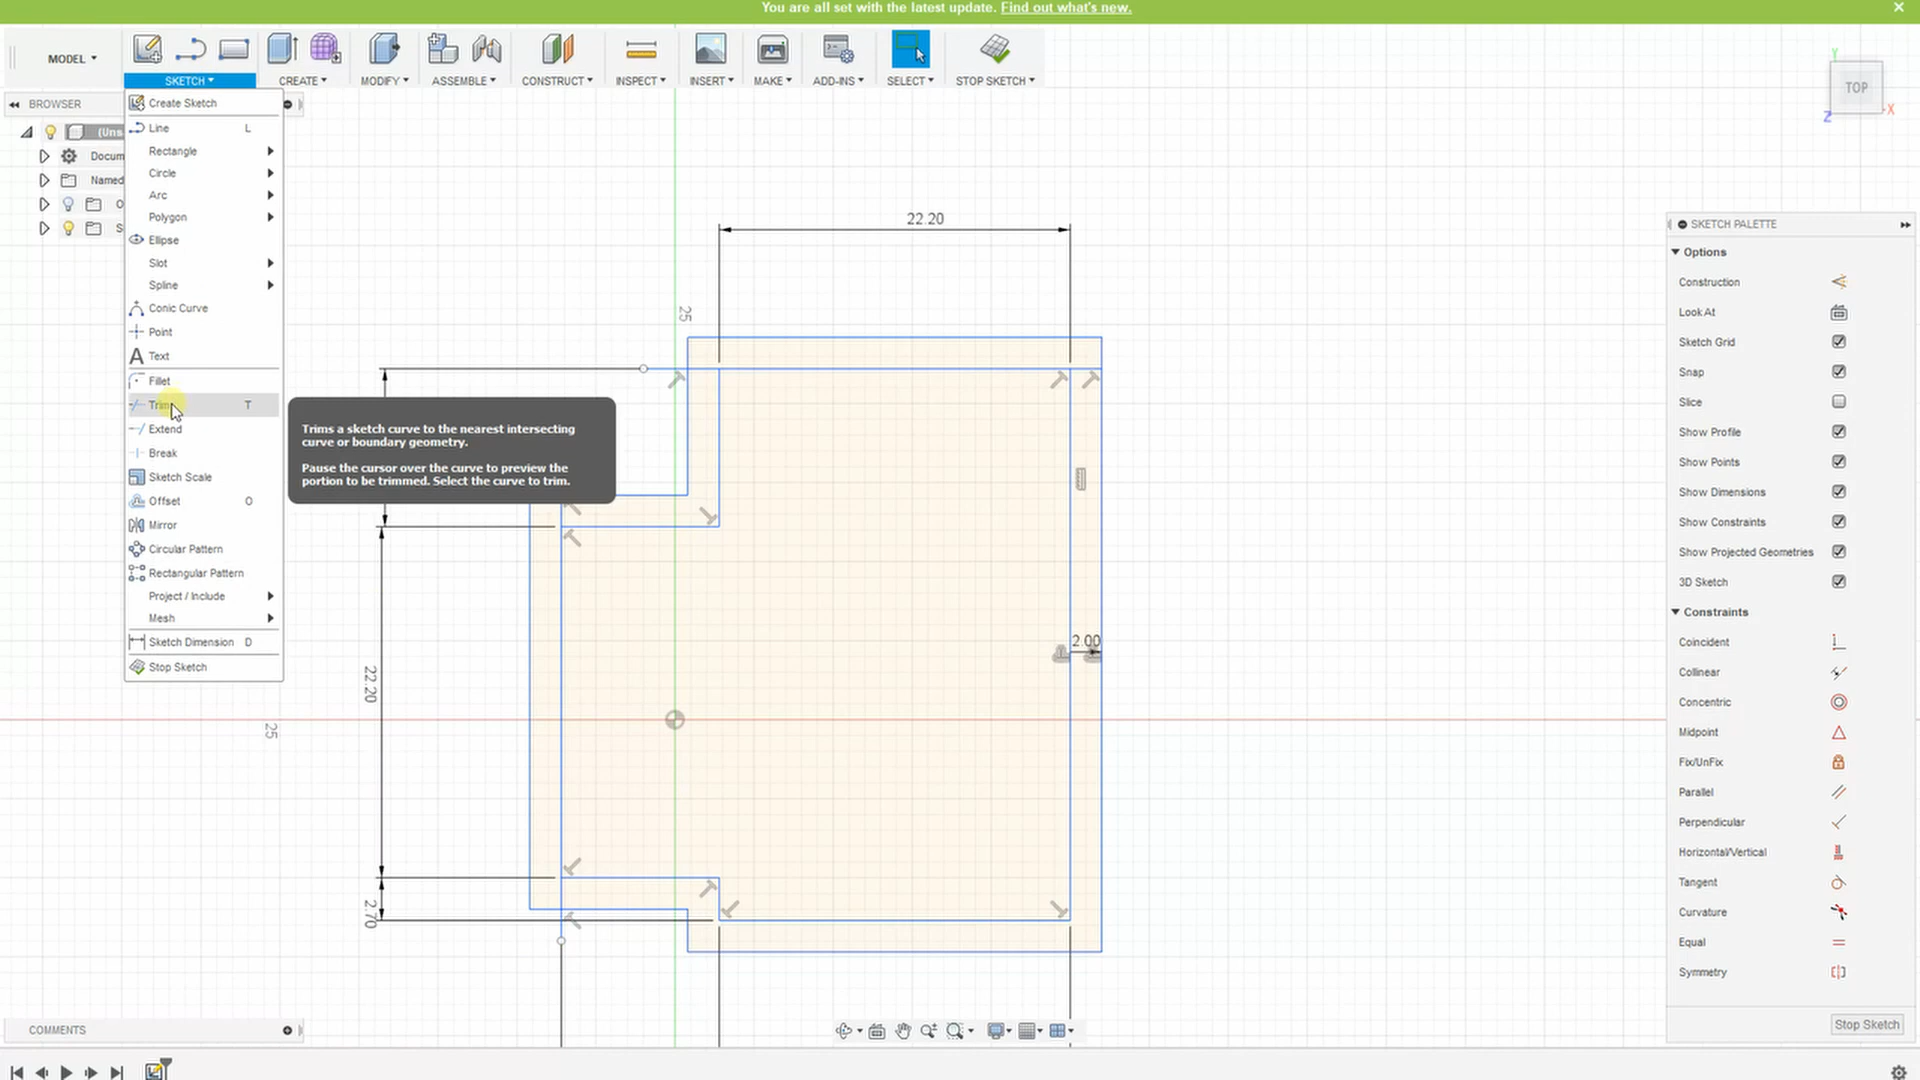 You are all set with the latest update. Find out what's new.
MODEL
SKETCH
CREATE
MODIFY
ASSEMBLE
CONSTRUCT
INSPECT
INSERT
MAKE
ADD-INS
SELECT
STOP SKETCH
BROWSER
(Uns
Docum
Named
O
S
Create Sketch
Line L
Rectangle
Circle
Arc
Polygon
Ellipse
Slot
Spline
Conic Curve
Point
Text
Fillet
Trim T
Extend
Break
Sketch Scale
Offset O
Mirror
Circular Pattern
Rectangular Pattern
Project / Include
Mesh
Sketch Dimension D
Stop Sketch
Trims a sketch curve to the nearest intersecting
curve or boundary geometry.
Pause the cursor over the curve to preview the
portion to be trimmed. Select the curve to trim.
22.20
25
2.00
22.20
25
2.70
Y
TOP
X
Z
SKETCH PALETTE
Options
Construction
Look At
Sketch Grid
Snap
Slice
Show Profile
Show Points
Show Dimensions
Show Constraints
Show Projected Geometries
3D Sketch
Constraints
Coincident
Collinear
Concentric
Midpoint
Fix/UnFix
Parallel
Perpendicular
Horizontal/Vertical
Tangent
Curvature
Equal
Symmetry
Stop Sketch
COMMENTS